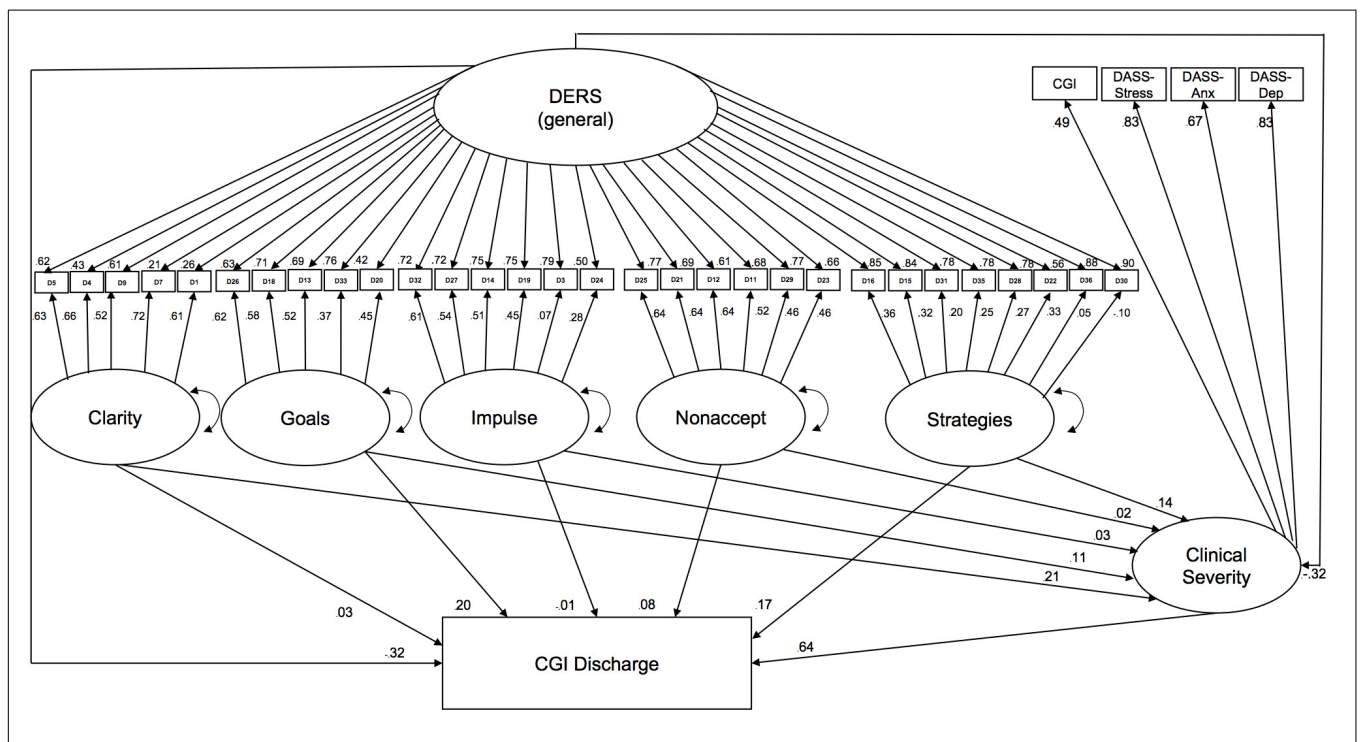 DERS
(general)
CGI
DASS-
Stress
DASS-
Anx
DASS-
Dep
.49 .83 .67 .83
.62 .43 .61 .21 .26 .63 .71 .69 .76 .42 .72 .72 .75 .75 .79 .50 .77 .69 .61 .68 .77 .66 .85 .84 .78 .78 .78 .56 .88 .90
D5 D4 D9 D7 D1 D26 D18 D13 D33 D20 D32 D27 D14 D19 D3 D24 D25 D21 D12 D11 D29 D23 D16 D15 D31 D35 D28 D22 D36 D30
.63 .66 .52 .72 .61 .62 .58 .52 .37 .45 .61 .54 .51 .45 .07 .28 .64 .64 .64 .52 .46 .46 .36 .32 .20 .25 .27 .33 .05 -.10
Clarity Goals Impulse Nonaccept Strategies
.14
.02
.03
.11
.21
Clinical
Severity
.-.32
.03 .20 -.01 .08 .17
.64
-.32
CGI Discharge